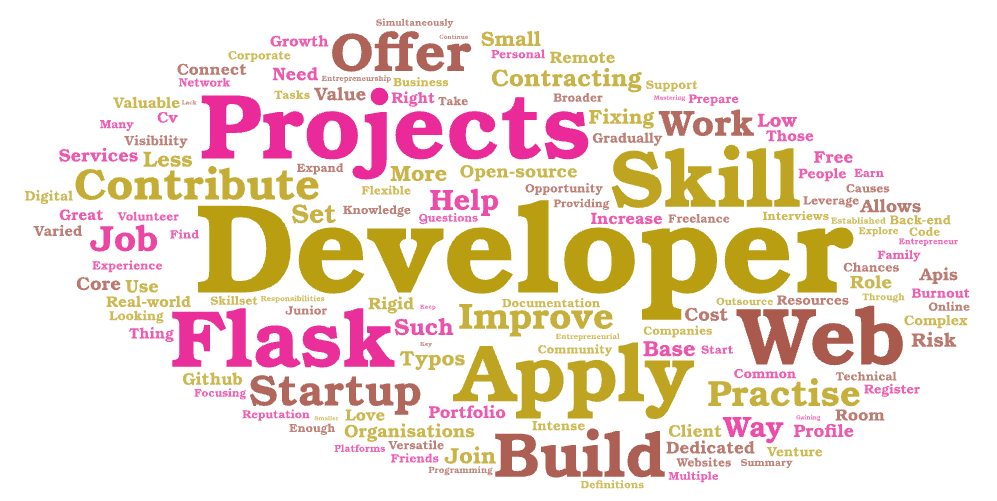 Simultaneously
Growth Offer Continue Small
Corporate Personal Remote
Connect Need Entrepreneurship Business Contracting Support
Network
Tasks Value Right Take Broader Mastering Prepare
Valuable Lack Projects Fixing Work Low
Many Cv Gradually Those
Visibility
Services Less Expand More Open-source Skill Free
People Earn
Digital Contribute Flexible Opportunity Causes
Great Volunteer Set Knowledge Help Providing Leverage Allows
Questions Increase Freelance Interviews Established Back-end
Varied Job Find Developer Explore Code
Entrepreneur
Experience Family
Core Use Chances Role Apis
Real-world Skillset Responsibilities Rigid Keep Documentation Outsource Resources Through Burnout
Looking Junior Improve Cost Online
Thing Flask Such Entrepreneurial Companies Web Complex
Key Community Base Start Risk
Typos
Github Startup Apply Common Technical
Focusing Practise Register
Reputation Smaller Love Portfolio Gaining Room
Enough Organisations Intense Client Way Profile
Platforms Versatile Build Dedicated
Friends Join Websites Summary Venture
Programming Multiple
Definitions